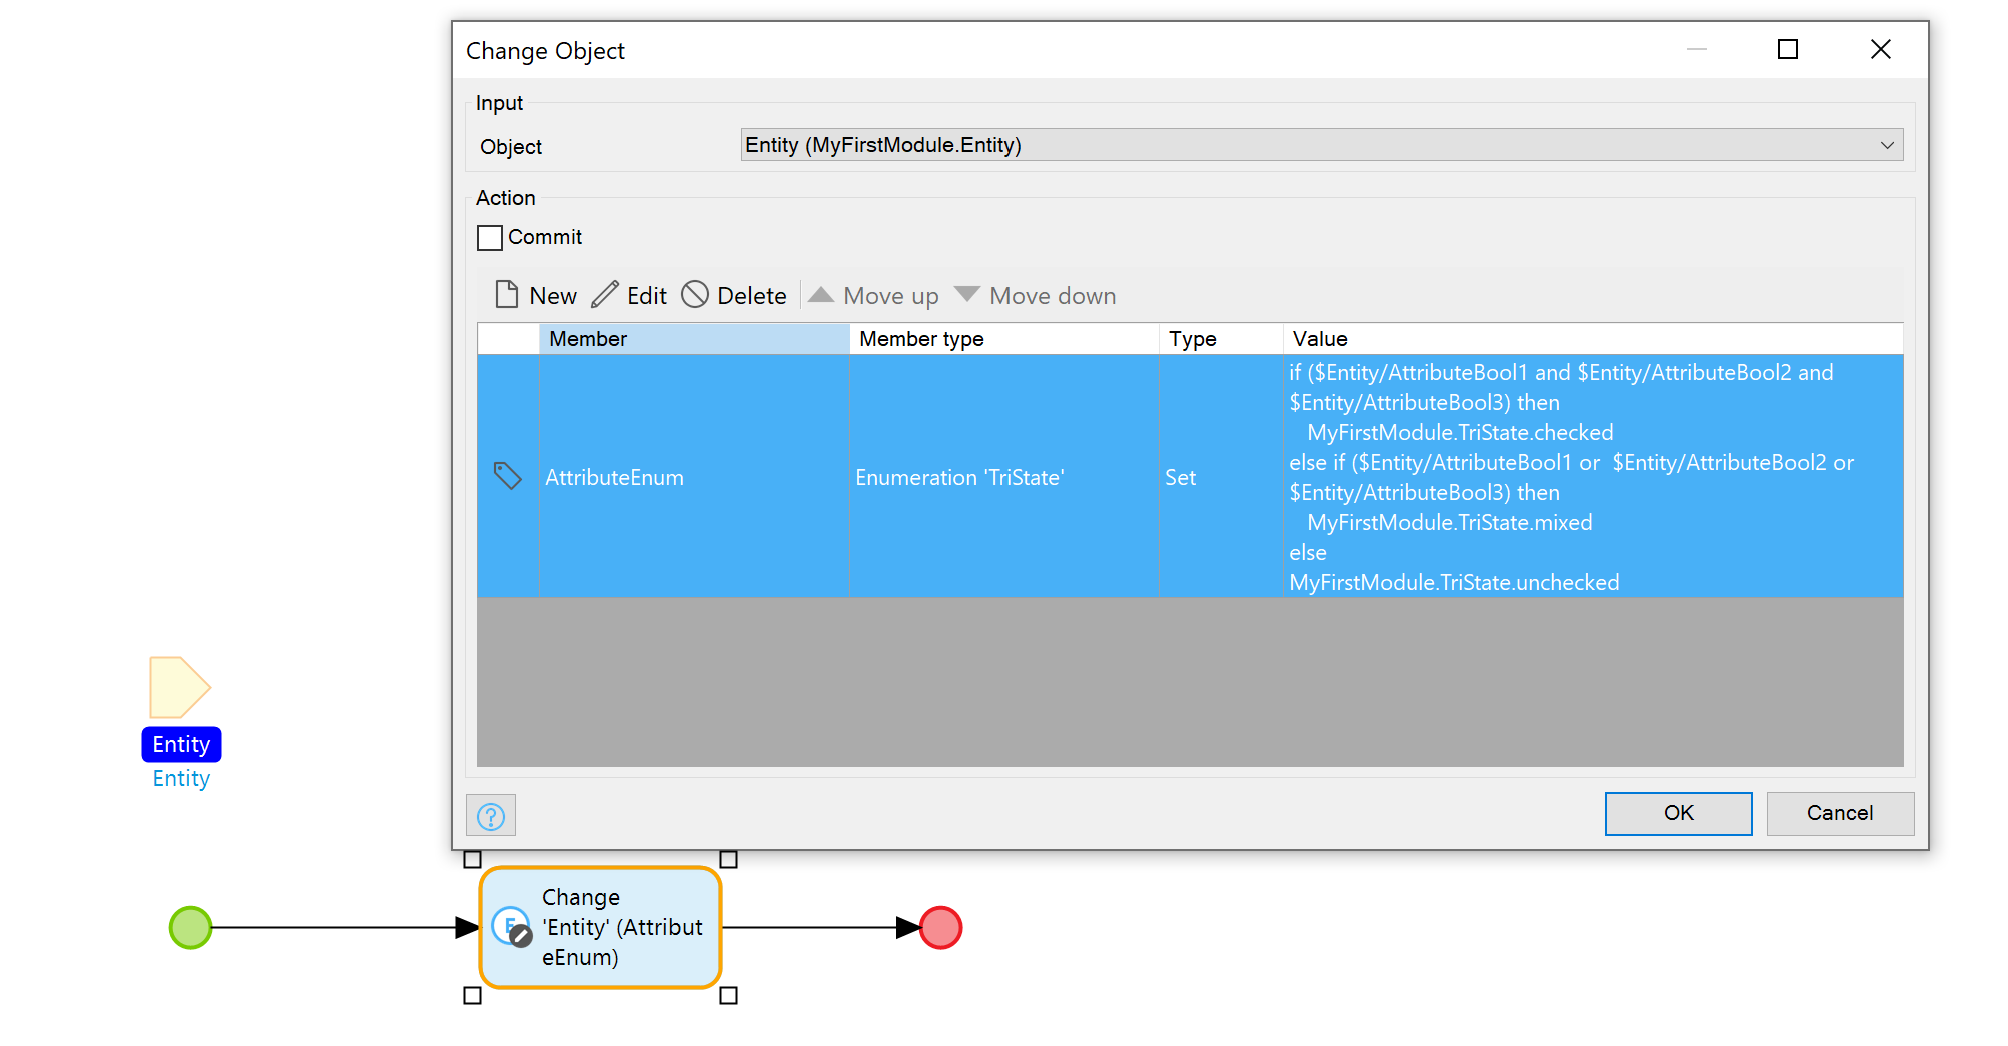 Change Object
Input
Object
Entity (MyFirstModule.Entity)
Action
Commit
New Edit Delete Move up Move down
Member Member type Type Value
AttributeEnum Enumeration 'TriState' Set
if ($Entity/AttributeBool1 and $Entity/AttributeBool2 and
$Entity/AttributeBool3) then
MyFirstModule.TriState.checked
else if ($Entity/AttributeBool1 or  $Entity/AttributeBool2 or
$Entity/AttributeBool3) then
MyFirstModule.TriState.mixed
else
MyFirstModule.TriState.unchecked
?
OK Cancel
Entity
Entity
E
Change
'Entity' (Attribut
eEnum)